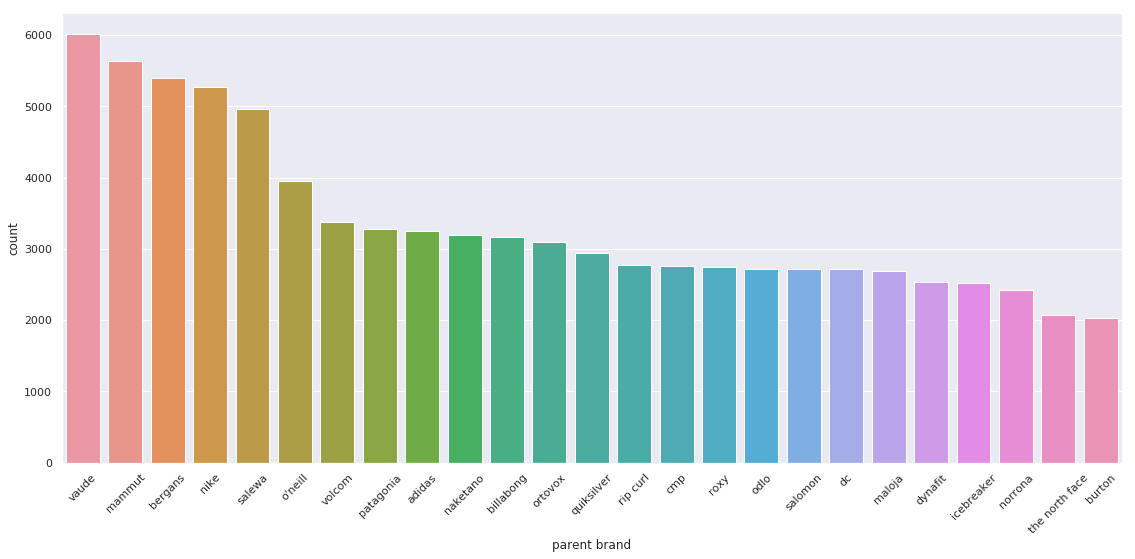 6000
5000
4000
3000
2000
1000
0
count
vaude
mammut
bergans
nike
salewa
o'neill
volcom
patagonia
adidas
naketano
billabong
ortovox
quiksilver
rip curl
cmp
roxy
odlo
salomon
dc
maloja
dynafit
icebreaker
norrona
the north face
burton
parent brand